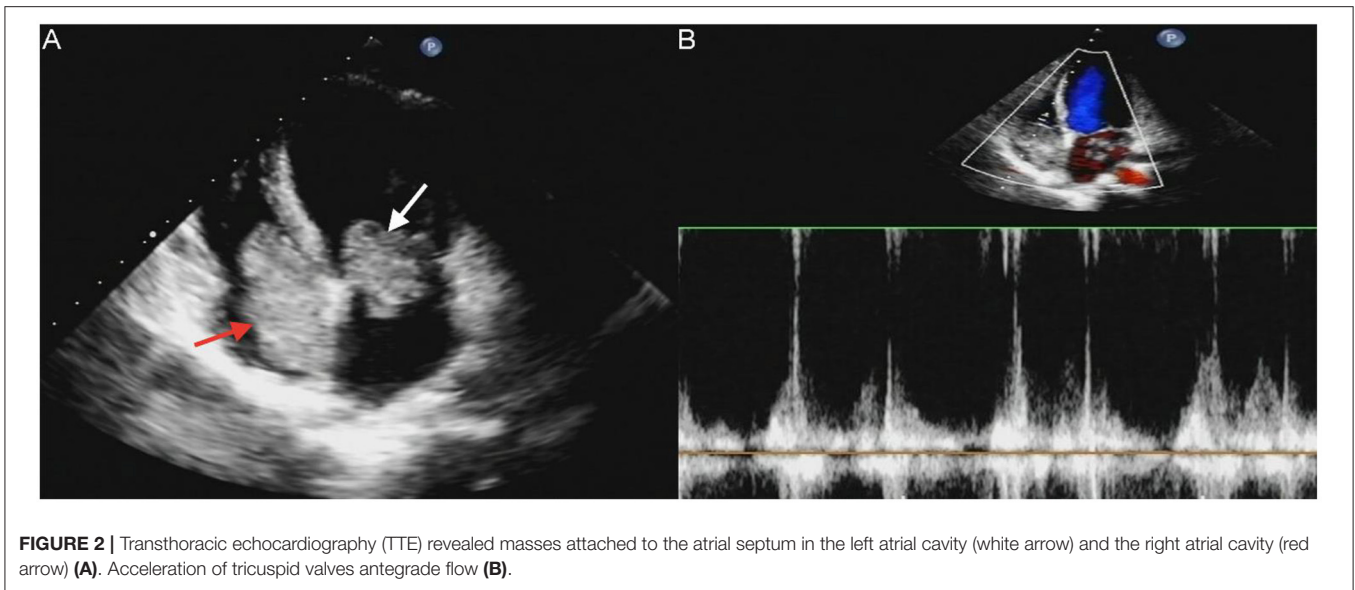 A
P
B
P
FIGURE 2 | Transthoracic echocardiography (TTE) revealed masses attached to the atrial septum in the left atrial cavity (white arrow) and the right atrial cavity (red
arrow) (A). Acceleration of tricuspid valves antegrade flow (B).